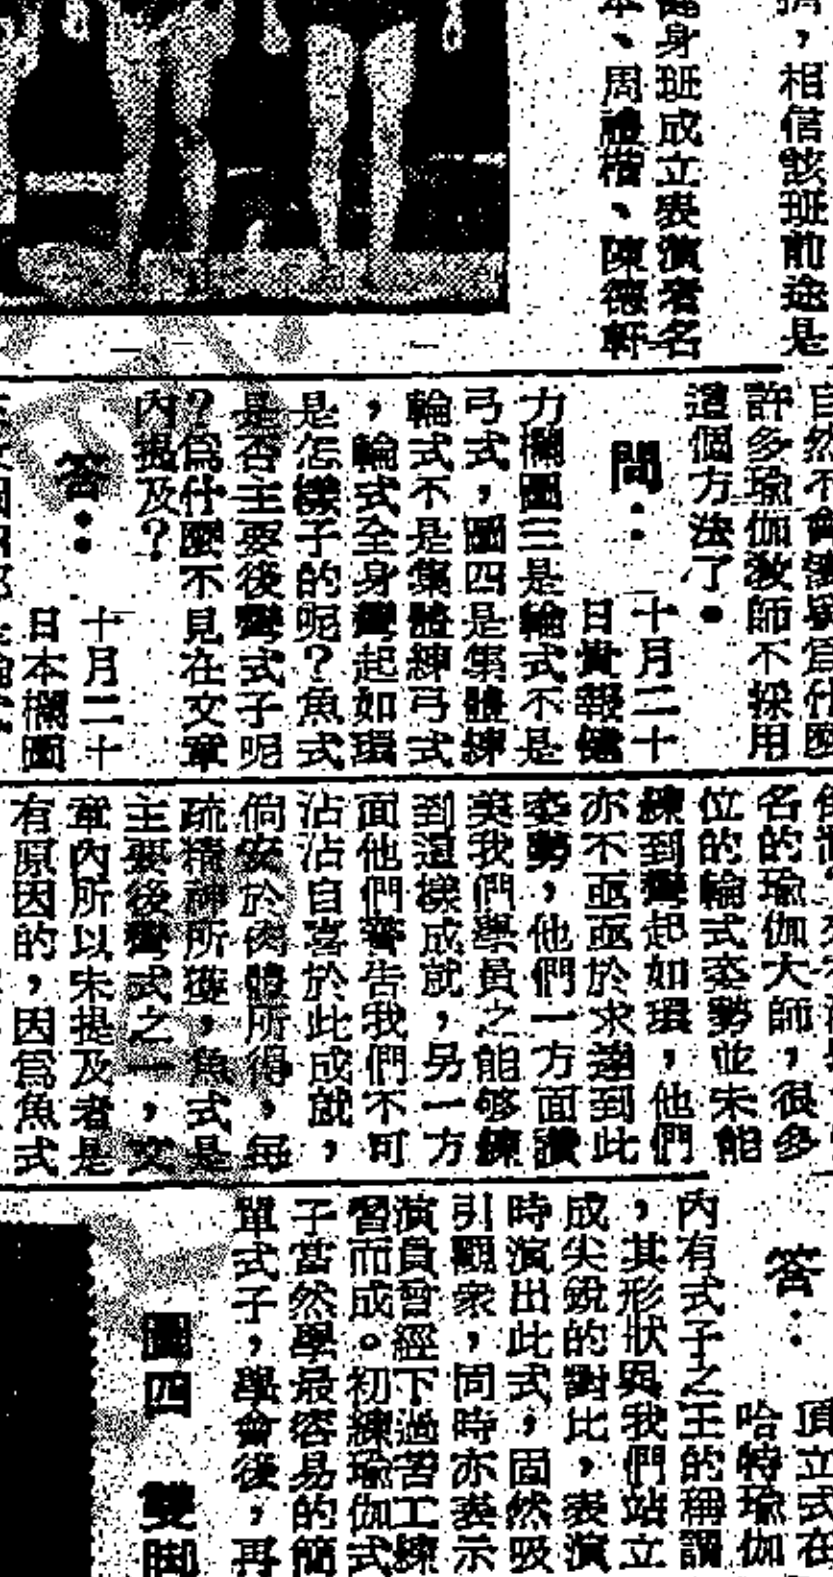 擠，相信該班前途是
健身班成立表演者名
本、周禮楷、陳德軒
自然不會懷疑爲什麼
許多瑜伽教師不採用
這個方法了。
問：
十月二十
日貴報健
力欄圖三是輪式不是
弓式，圖四是集體練
輪式不是集體練弓式
，輪式全身彎起如環
是怎樣子的呢？魚式
是否主要後彎式子呢
？爲什麼不見在文章
內提及？
答：
十月二十
日本欄圖
名的瑜伽大師，很多
位的輪式姿勢並未能
練到彎起如環，他們
亦不亟亟於求達到此
姿勢，他們一方面讚
美我們學員之能够練
到這樣成就，另一方
面他們警告我們不可
沾沾自喜於此成就，
倘安於肉體所得，每
疏精神所獲，魚式是
主要後彎式之一，文
章內所以未提及者是
有原因的，因爲魚式
答：
頂立式在
哈特瑜伽
內有式子之王的稱謂
，其形狀與我們站立
成尖銳的對比，表演
時演出此式，固然吸
引觀衆，同時亦表示
演員曾經下過苦工練
習而成。初練瑜伽式
子當然學最容易的簡
單式子，學會後，再
圖四 雙脚